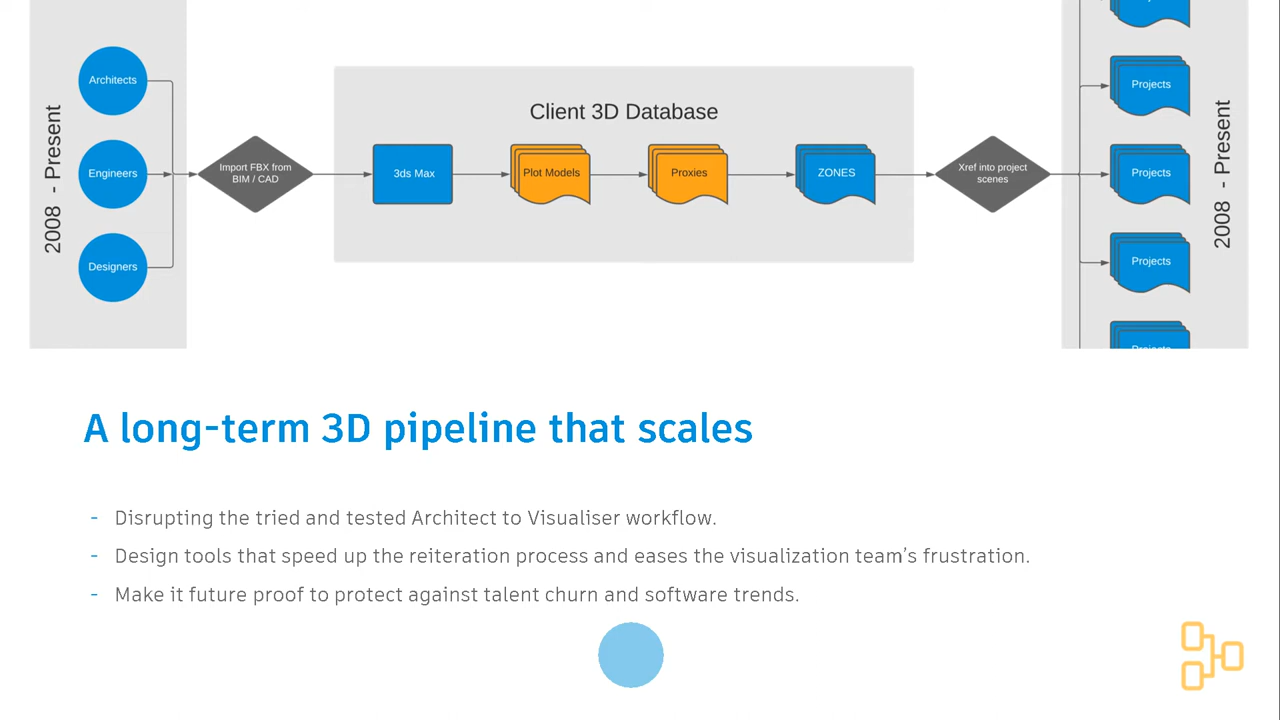 2008 - Present
Architects
Engineers
Designers
Import FBX from
BIM / CAD
Client 3D Database
3ds Max
Plot Models
Proxies
ZONES
Xref into project
scenes
Projects
Projects
Projects
2008 - Present
A long-term 3D pipeline that scales
- Disrupting the tried and tested Architect to Visualiser workflow.
- Design tools that speed up the reiteration process and eases the visualization team's frustration.
- Make it future proof to protect against talent churn and software trends.